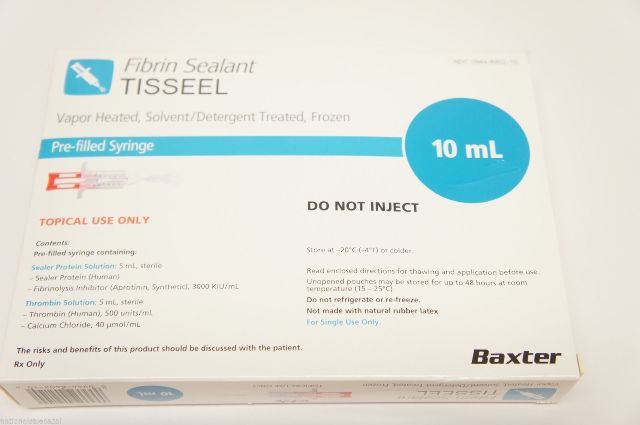 Fibrin Sealant
TISSEEL
Vapor Heated, Solvent/Detergent Treated, Frozen
Pre-filled Syringe
10 mL
TOPICAL USE ONLY
DO NOT INJECT
Contents:
Pre-filled syringe containing:
Sealer Protein Solution: 5 mL, sterile
– Sealer Protein (Human)
– Fibrinolysis Inhibitor (Aprotinin, Synthetic), 3000 KIU/mL
Thrombin Solution: 5 mL, sterile
– Thrombin (Human), 500 units/mL
– Calcium Chloride, 40 µmol/mL
Store at –20°C (–4°F) or colder.
Read enclosed directions for thawing and application before use.
Unopened pouches may be stored for up to 48 hours at room
temperature (15 – 25°C).
Do not refrigerate or re-freeze.
Not made with natural rubber latex
For Single Use Only.
The risks and benefits of this product should be discussed with the patient.
Rx Only
Baxter
10 mL
Vapor Heated, Solvent/Detergent Treated, Frozen
TISSEEL